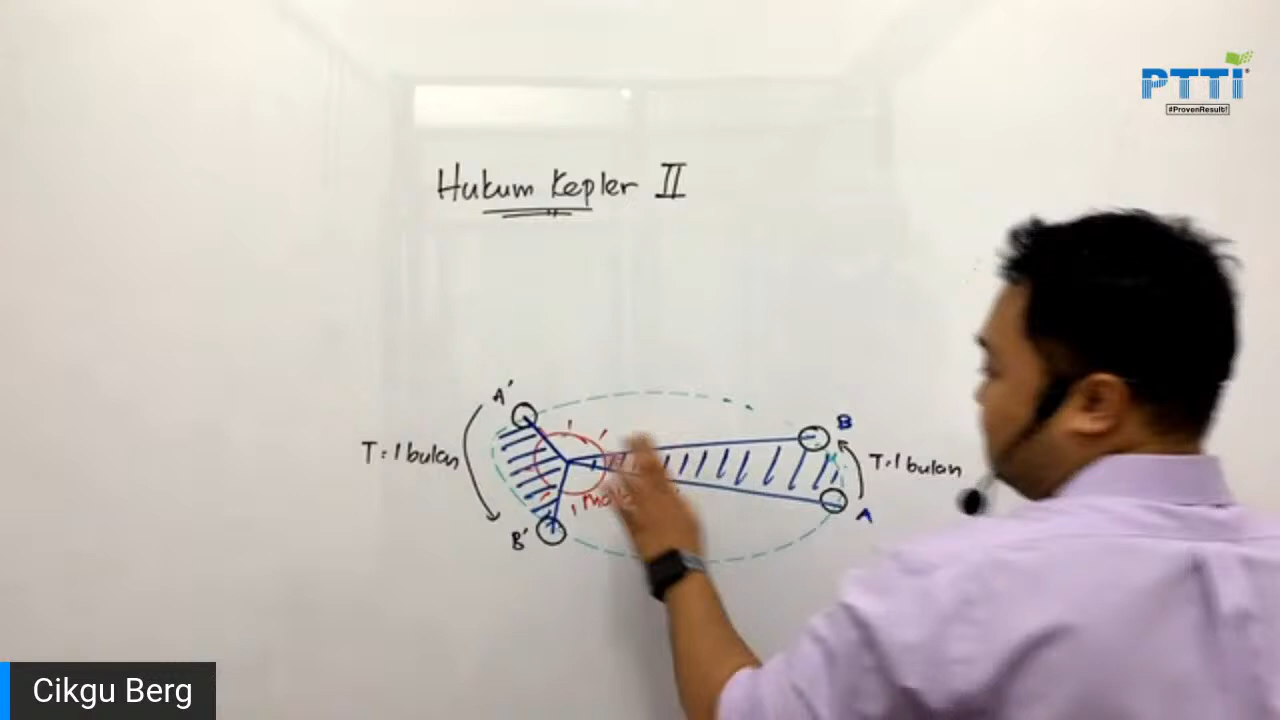 PTTI
#ProvenResult!
Hukum Kepler II
A'
B
T:1 bulan
T:1 bulan
A
B'
Cikgu Berg